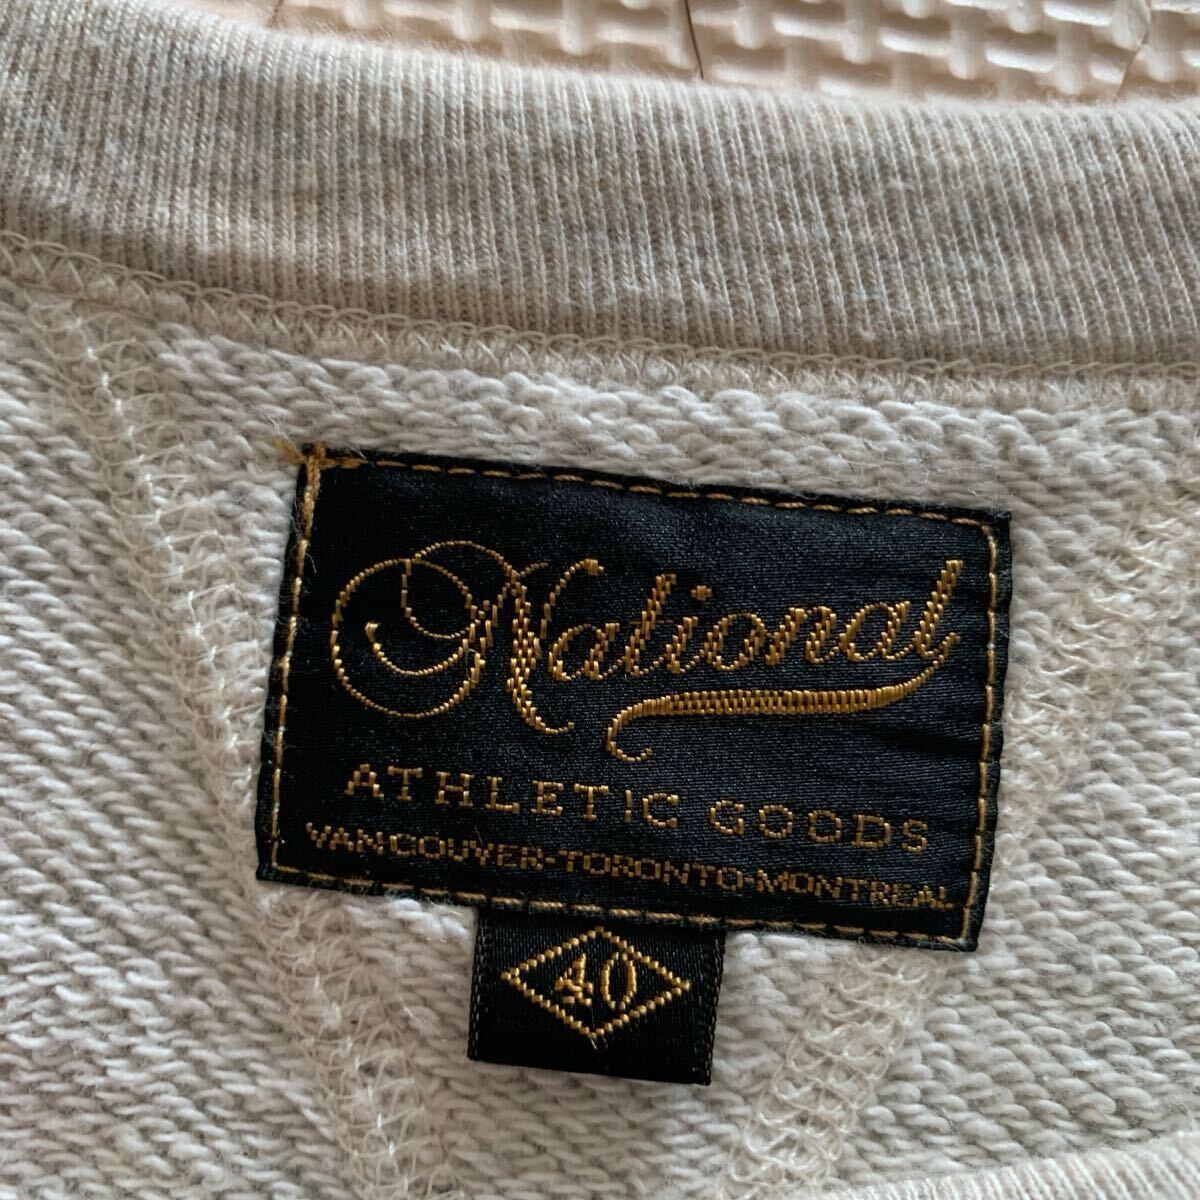 National
ATHLETIC GOODS
VANCOUVER-TORONTO-MONTREAL
40